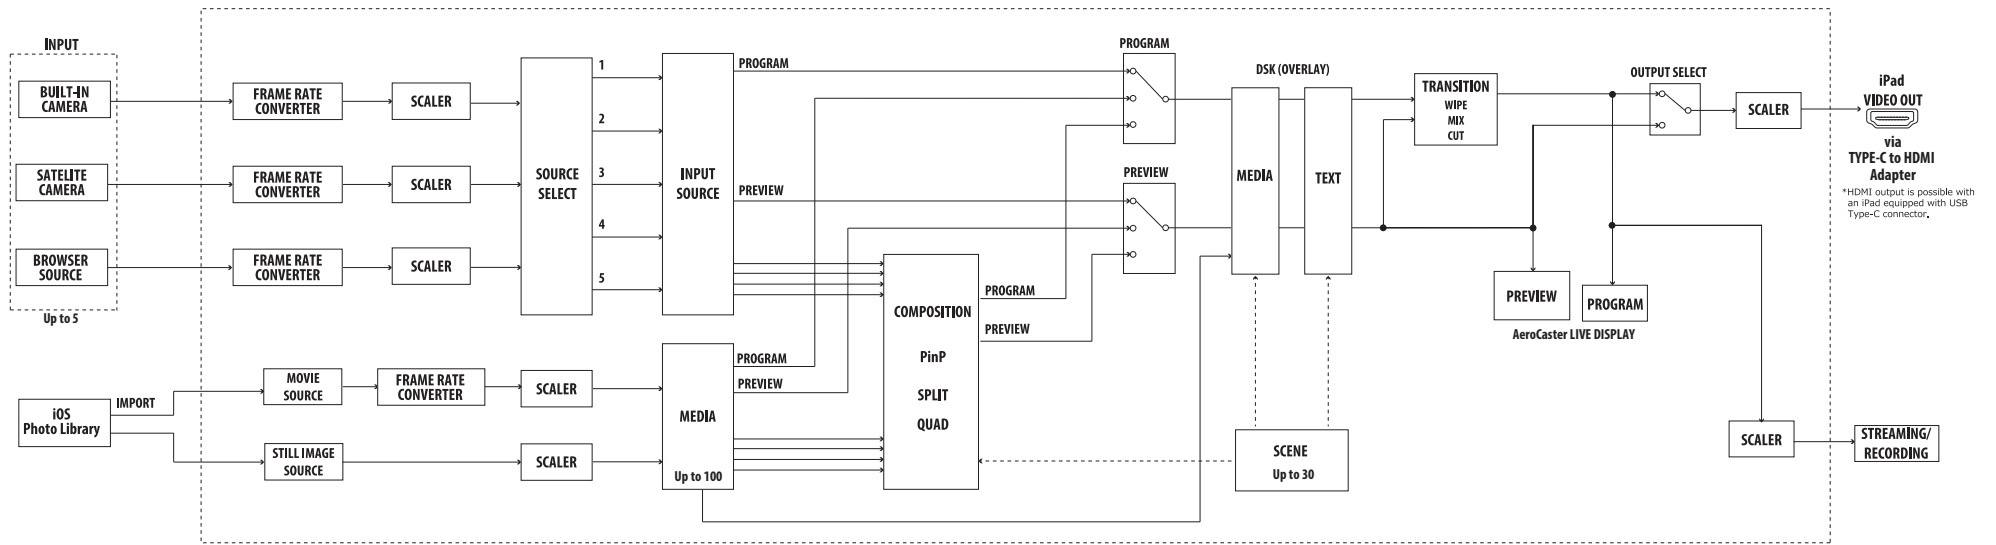 INPUT
BUILT-IN
CAMERA
SATELITE
CAMERA
BROWSER
SOURCE
Up to 5
FRAME RATE
CONVERTER
SCALER
FRAME RATE
CONVERTER
SCALER
FRAME RATE
CONVERTER
SCALER
SOURCE
SELECT
1
2
3
4
5
INPUT
SOURCE
PROGRAM
PREVIEW
iOS
Photo Library
IMPORT
MOVIE
SOURCE
FRAME RATE
CONVERTER
SCALER
STILL IMAGE
SOURCE
SCALER
MEDIA
Up to 100
PROGRAM
PREVIEW
COMPOSITION
PinP
SPLIT
QUAD
PROGRAM
PREVIEW
PROGRAM
PREVIEW
DSK (OVERLAY)
MEDIA
TEXT
SCENE
Up to 30
TRANSITION
WIPE
MIX
CUT
PREVIEW
PROGRAM
AeroCaster LIVE DISPLAY
OUTPUT SELECT
SCALER
iPad
VIDEO OUT
via
TYPE-C to HDMI
Adapter
*HDMI output is possible with
an iPad equipped with USB
Type-C connector.
SCALER
STREAMING/
RECORDING